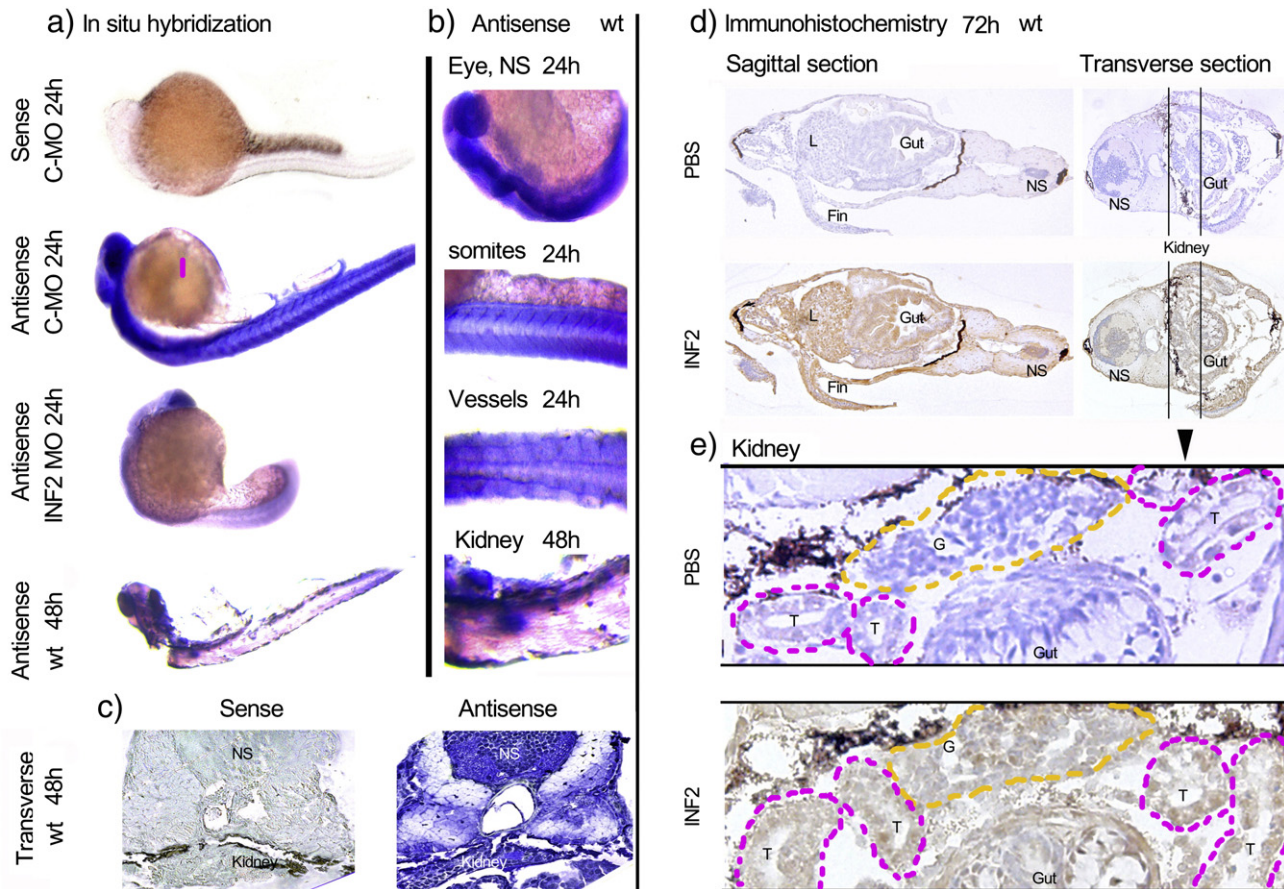 a) In situ hybridization
Sense
C-MO 24h
Antisense
C-MO 24h
Antisense
INF2 MO 24h
Antisense
wt 48h
b) Antisense wt
Eye, NS 24h
somites 24h
Vessels 24h
Kidney 48h
c) Sense Antisense
Transverse
wt 48h
NS
Kidney
NS
Kidney
d) Immunohistochemistry 72h wt
Sagittal section Transverse section
PBS
L
Gut
NS
Fin
NS
Gut
Kidney
INF2
L
Gut
NS
Fin
NS
Gut
e) Kidney
PBS
G
T
T
T
Gut
INF2
G
T
T
T
T
Gut